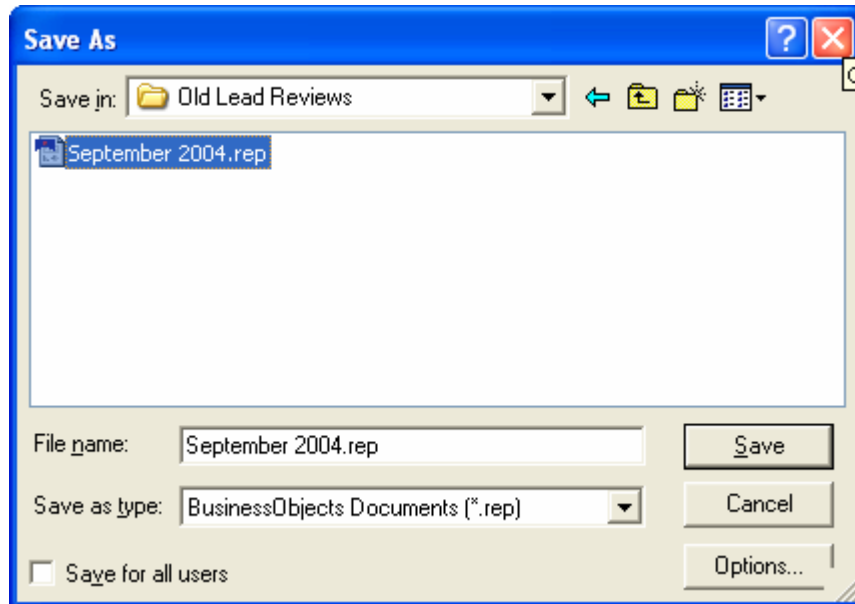 Save As
Save in: Old Lead Reviews
September 2004.rep
File name: September 2004.rep
Save
Save as type: BusinessObjects Documents (*.rep)
Cancel
Save for all users
Options...